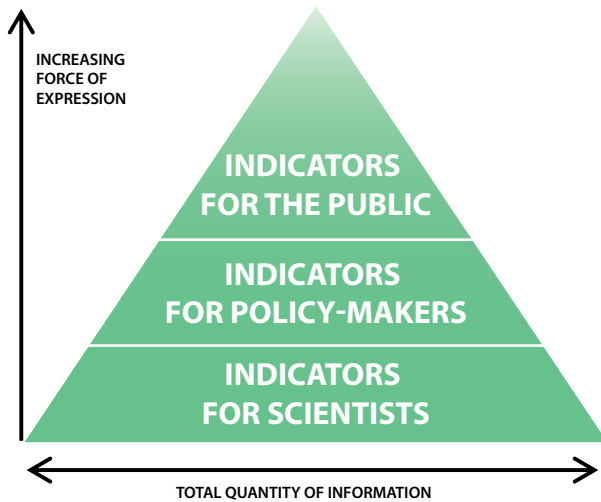 INCREASING
FORCE OF
EXPRESSION
INDICATORS
FOR THE PUBLIC
INDICATORS
FOR POLICY-MAKERS
INDICATORS
FOR SCIENTISTS
TOTAL QUANTITY OF INFORMATION